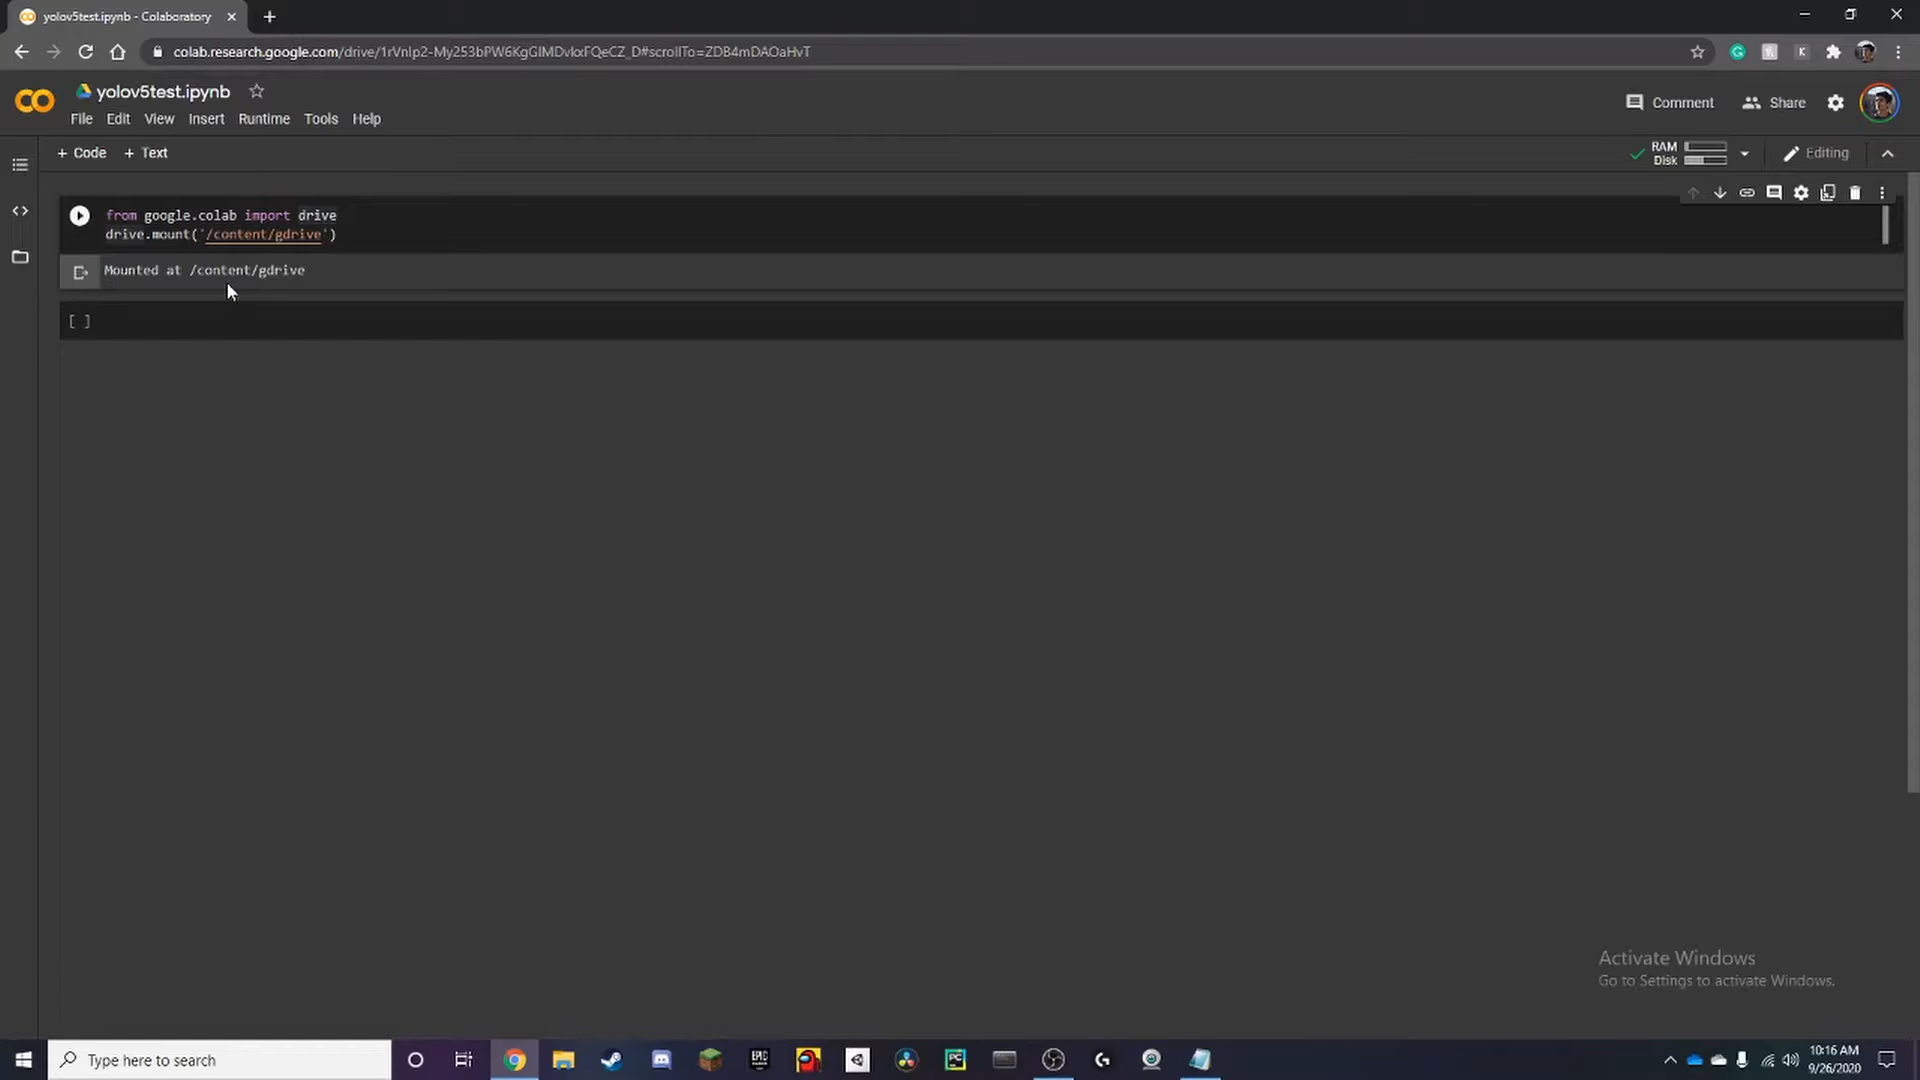 yolov5test.ipynb - Colaboratory
colab.research.google.com/drive/1rVnIp2-My253bPW6KgGIMDvkxFQeCZ_D#scrollTo=ZDB4mDAOaHvT
yolov5test.ipynb
Comment
Share
File Edit View Insert Runtime Tools Help
+ Code + Text
RAM
Disk
Editing
from google.colab import drive
drive.mount('/content/gdrive')
Mounted at /content/gdrive
[ ]
Activate Windows
Go to Settings to activate Windows.
Type here to search
EPIC
PC
10:16 AM
9/26/2020